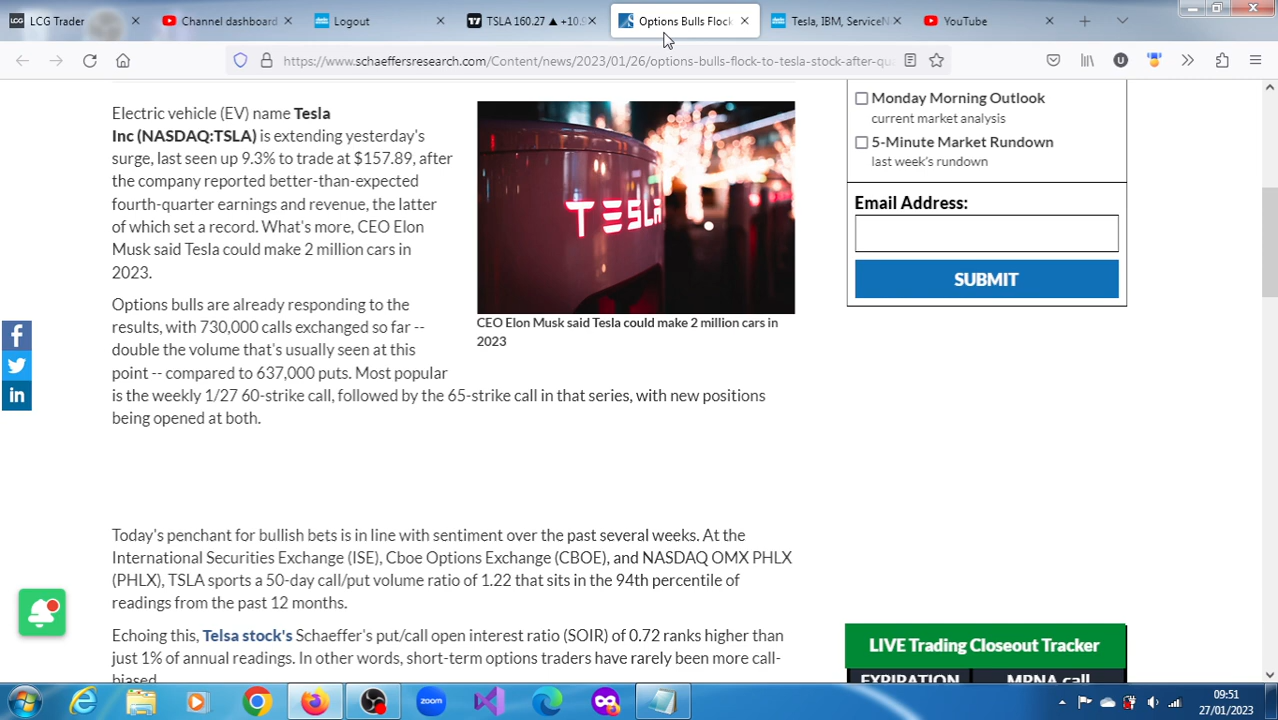 LCG Trader
Channel dashboard
Logout
TSLA 160.27 ▲ +10.9
Options Bulls Flock
Tesla, IBM, ServiceN
YouTube
https://www.schaeffersresearch.com/Content/news/2023/01/26/options-bulls-flock-to-tesla-stock-after-qu
Electric vehicle (EV) name Tesla
Inc (NASDAQ:TSLA) is extending yesterday's
surge, last seen up 9.3% to trade at $157.89, after
the company reported better-than-expected
fourth-quarter earnings and revenue, the latter
of which set a record. What's more, CEO Elon
Musk said Tesla could make 2 million cars in
2023.
TESLA
CEO Elon Musk said Tesla could make 2 million cars in
2023
Options bulls are already responding to the
results, with 730,000 calls exchanged so far --
double the volume that's usually seen at this
point -- compared to 637,000 puts. Most popular
is the weekly 1/27 60-strike call, followed by the 65-strike call in that series, with new positions
being opened at both.
Today's penchant for bullish bets is in line with sentiment over the past several weeks. At the
International Securities Exchange (ISE), Cboe Options Exchange (CBOE), and NASDAQ OMX PHLX
(PHLX), TSLA sports a 50-day call/put volume ratio of 1.22 that sits in the 94th percentile of
readings from the past 12 months.
Echoing this, Telsa stock's Schaeffer's put/call open interest ratio (SOIR) of 0.72 ranks higher than
just 1% of annual readings. In other words, short-term options traders have rarely been more call-
biased.
Monday Morning Outlook
current market analysis
5-Minute Market Rundown
last week's rundown
Email Address:
SUBMIT
LIVE Trading Closeout Tracker
EXPIRATION
MRNA call
zoom
09:51
27/01/2023